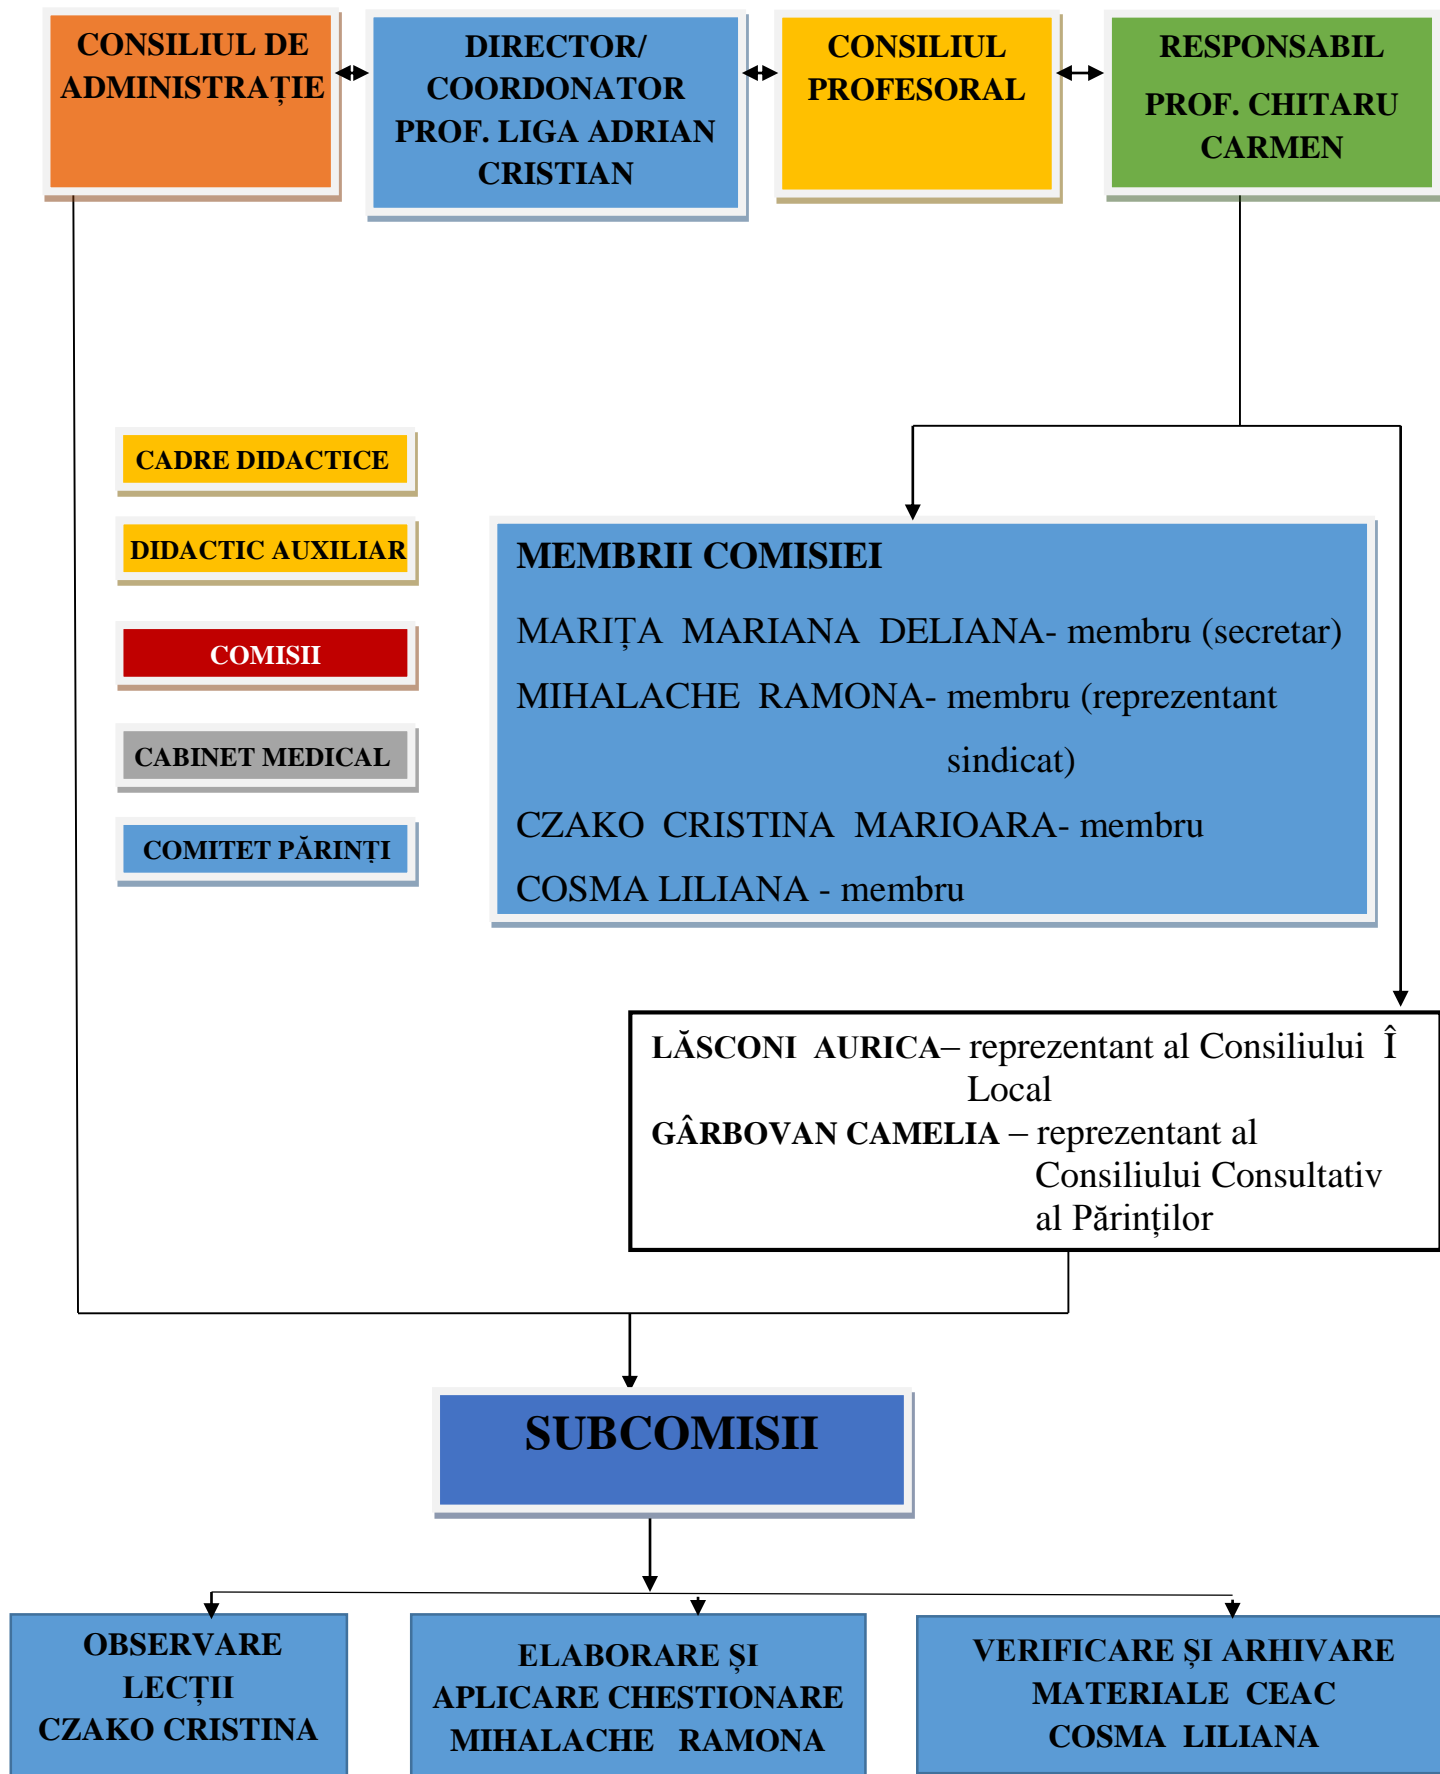 CONSILIUL DE
ADMINISTRAȚIE
DIRECTOR/
COORDONATOR
PROF. LIGA ADRIAN
CRISTIAN
CONSILIUL
PROFESORAL
RESPONSABIL
PROF. CHITARU
CARMEN
CADRE DIDACTICE
DIDACTIC AUXILIAR
COMISII
CABINET MEDICAL
COMITET PĂRINȚI
MEMBRII COMISIEI
MARIȚA MARIANA DELIANA- membru (secretar)
MIHALACHE RAMONA- membru (reprezentant
sindicat)
CZAKO CRISTINA MARIOARA- membru
COSMA LILIANA - membru
LĂSCONI AURICA– reprezentant al Consiliului Î
Local
GÂRBOVAN CAMELIA – reprezentant al
Consiliului Consultativ
al Părinților
SUBCOMISII
OBSERVARE
LECȚII
CZAKO CRISTINA
ELABORARE ȘI
APLICARE CHESTIONARE
MIHALACHE RAMONA
VERIFICARE ȘI ARHIVARE
MATERIALE CEAC
COSMA LILIANA